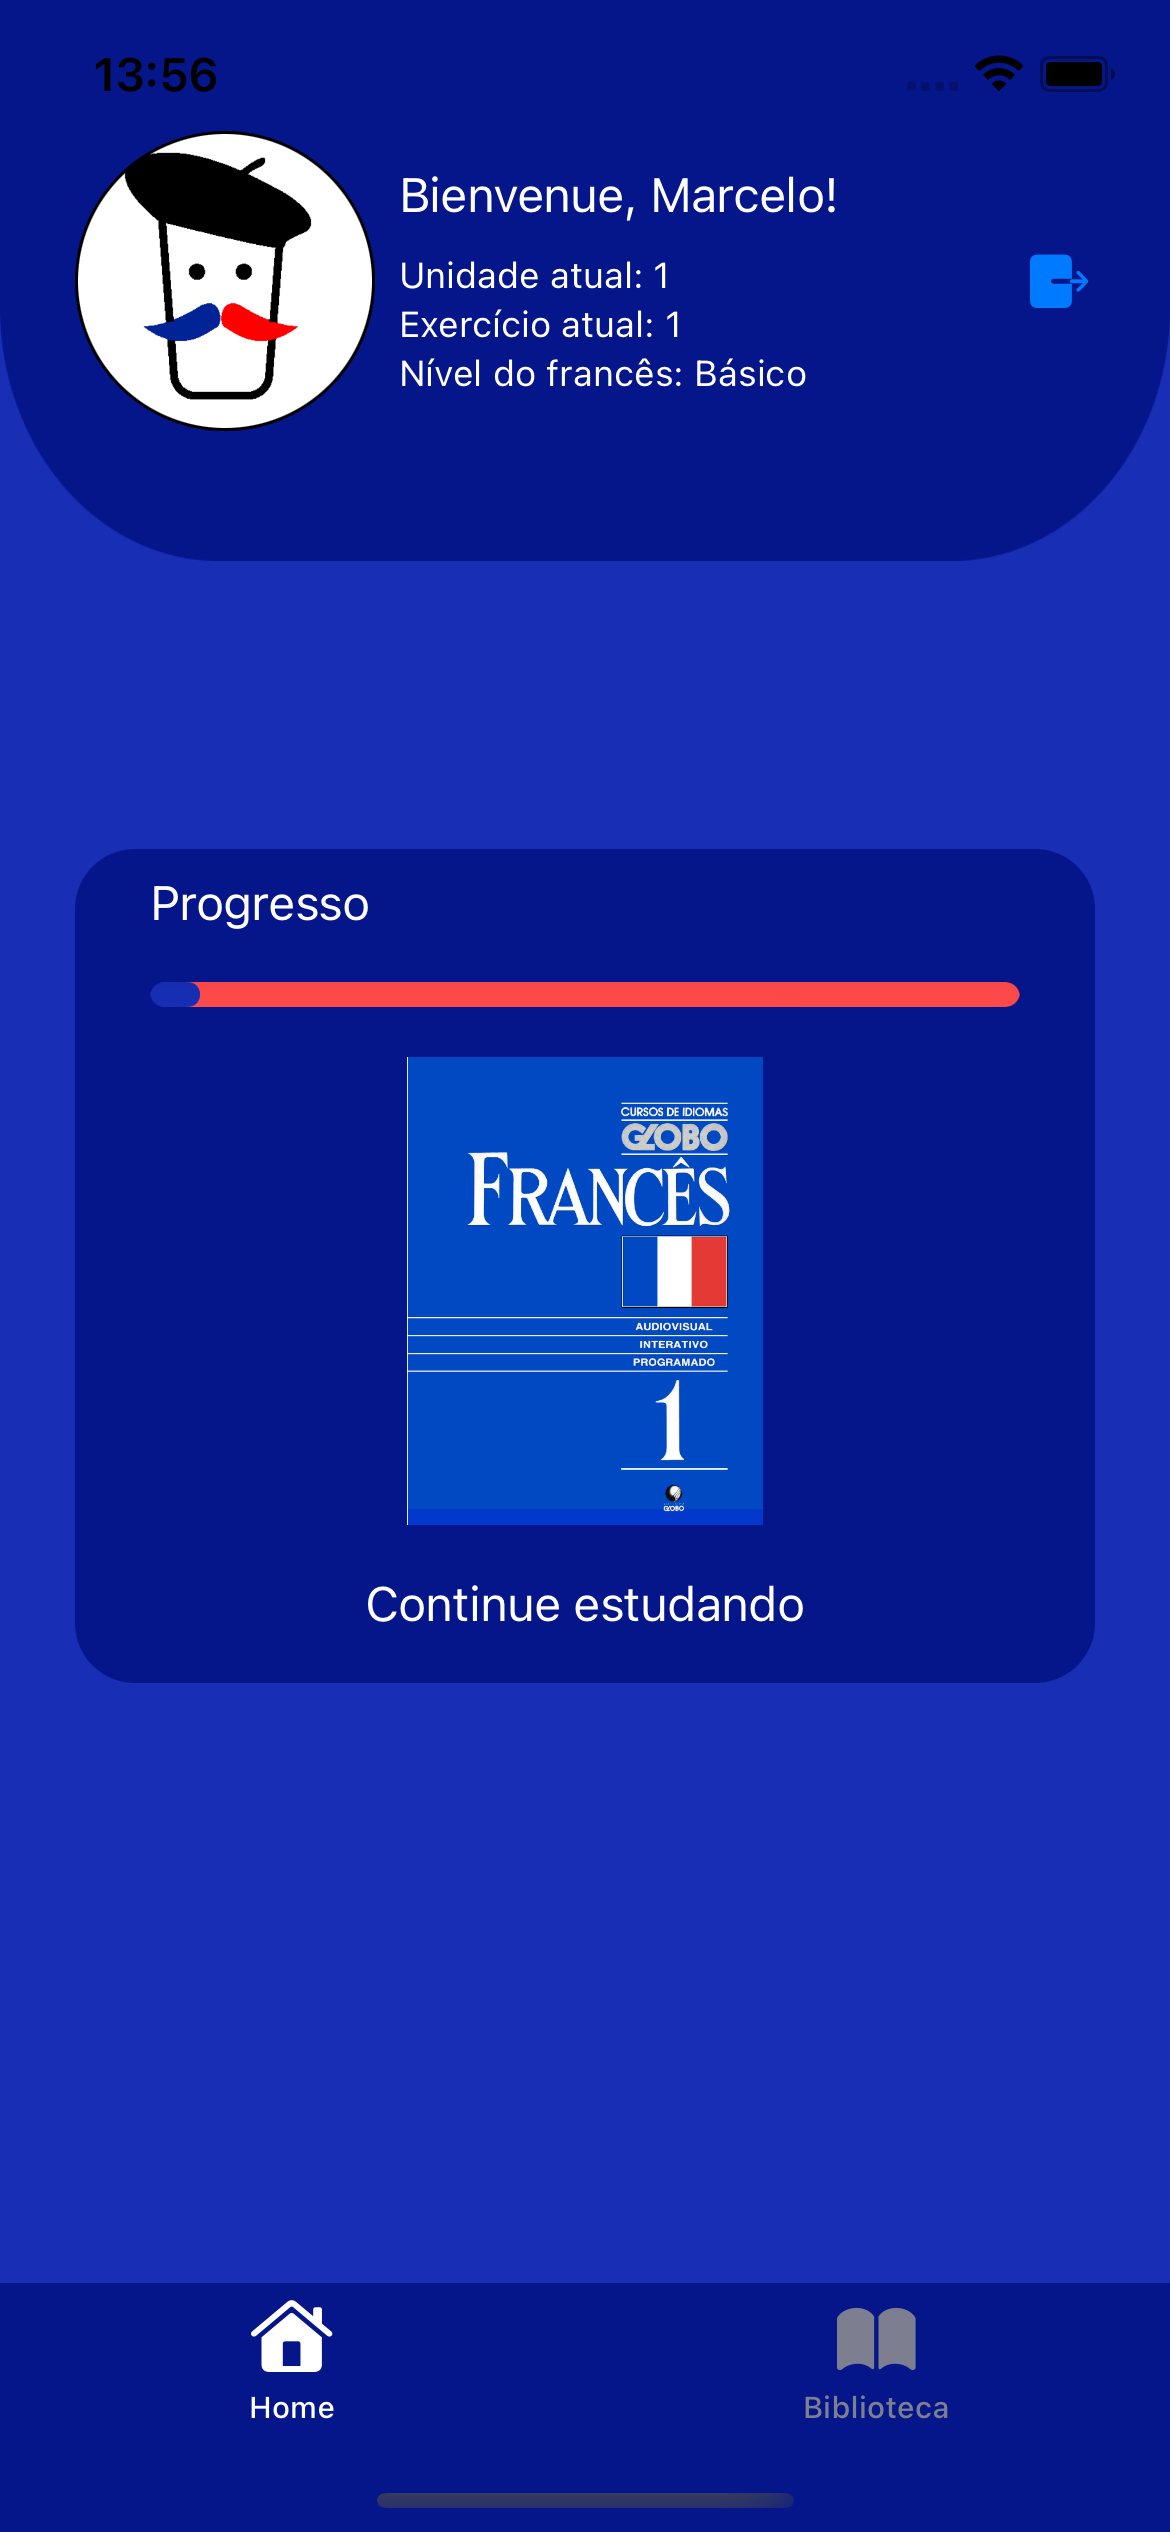 13:56
Bienvenue, Marcelo!
Unidade atual: 1
Exercício atual: 1
Nível do francês: Básico
Progresso
CURSOS DE IDIOMAS
GLOBO
FRANCÊS
AUDIOVISUAL
INTERATIVO
PROGRAMADO
1
GLOBO
Continue estudando
Home
Biblioteca